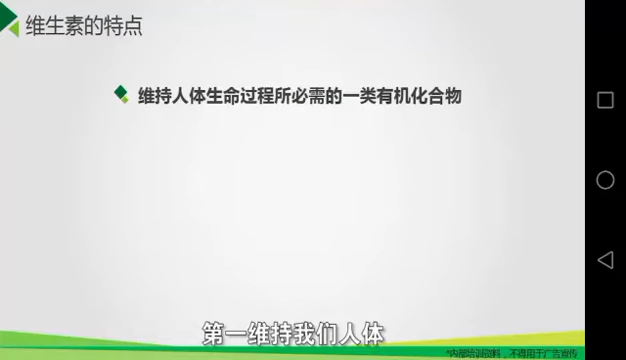 维生素的特点
维持人体生命过程所必需的一类有机化合物
第一维持我们人体
*内部培训资料，不得用于广告宣传